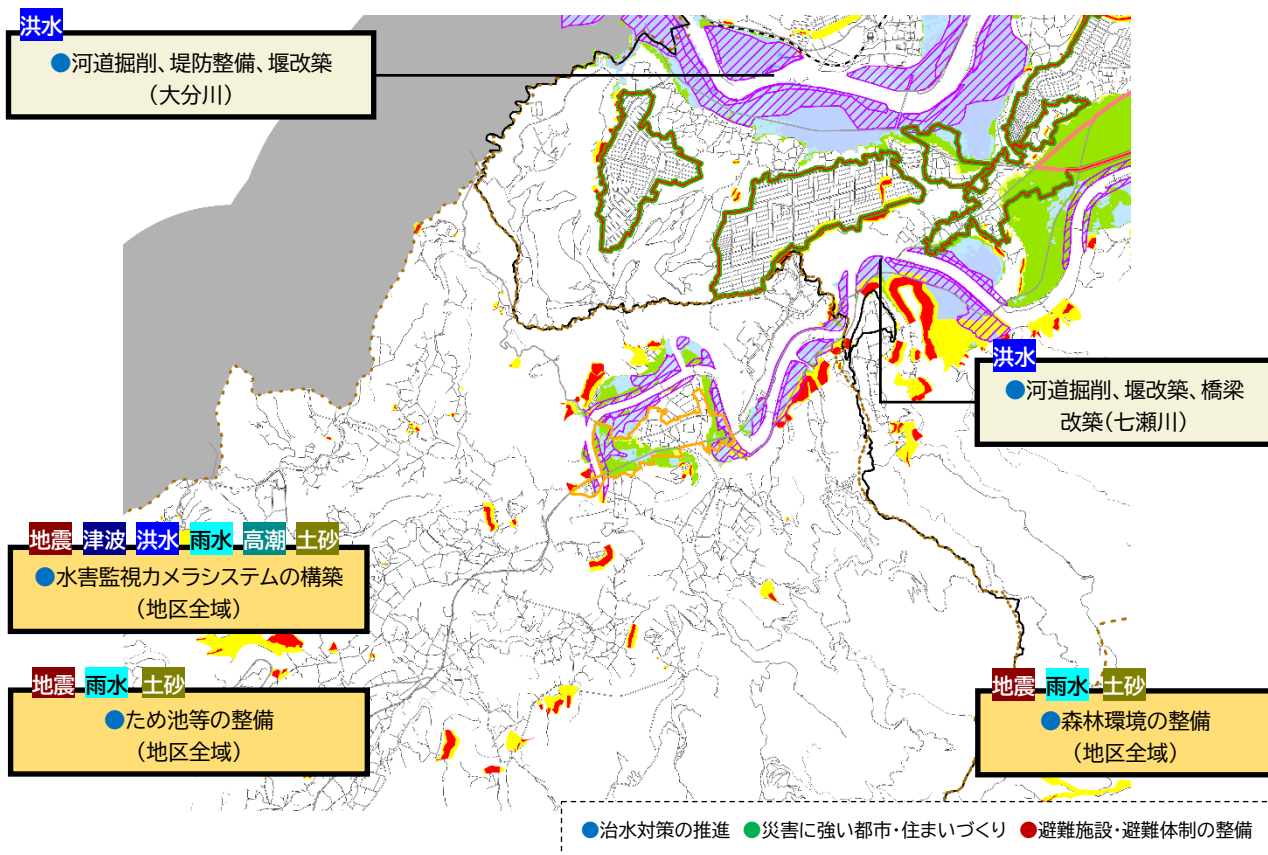 洪水
●河道掘削、堤防整備、堰改築
（大分川）
洪水
●河道掘削、堰改築、橋梁
改築（七瀬川）
地震 津波 洪水 雨水 高潮 土砂
●水害監視カメラシステムの構築
（地区全域）
地震 雨水 土砂
●ため池等の整備
（地区全域）
地震 雨水 土砂
●森林環境の整備
（地区全域）
●治水対策の推進 ●災害に強い都市・住まいづくり ●避難施設・避難体制の整備